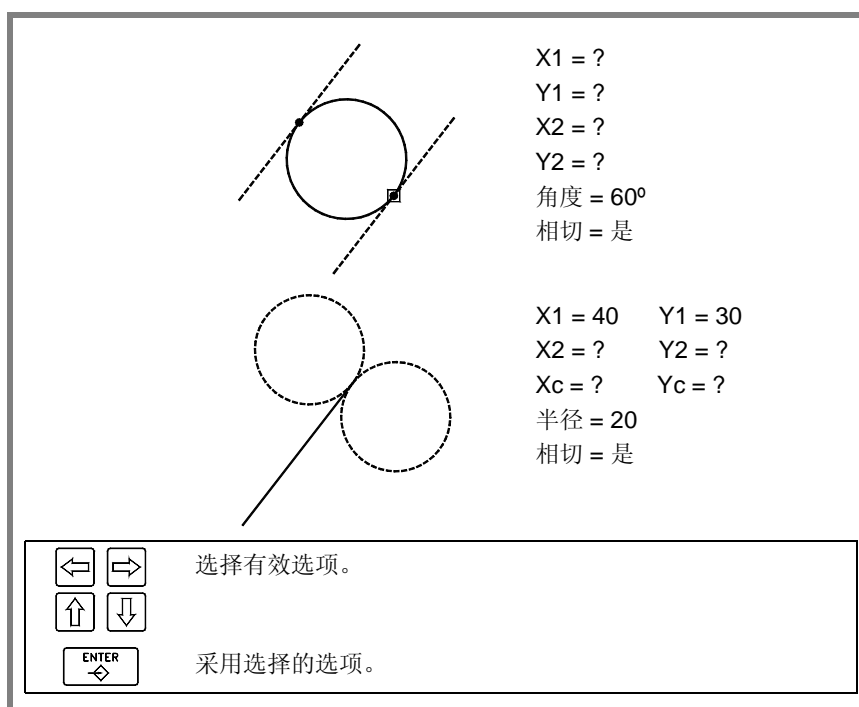 X1 = ?
Y1 = ?
X2 = ?
Y2 = ?
角度 = 60º
相切 = 是
X1 = 40 Y1 = 30
X2 = ? Y2 = ?
Xc = ? Yc = ?
半径 = 20
相切 = 是
选择有效选项。
ENTER
采用选择的选项。